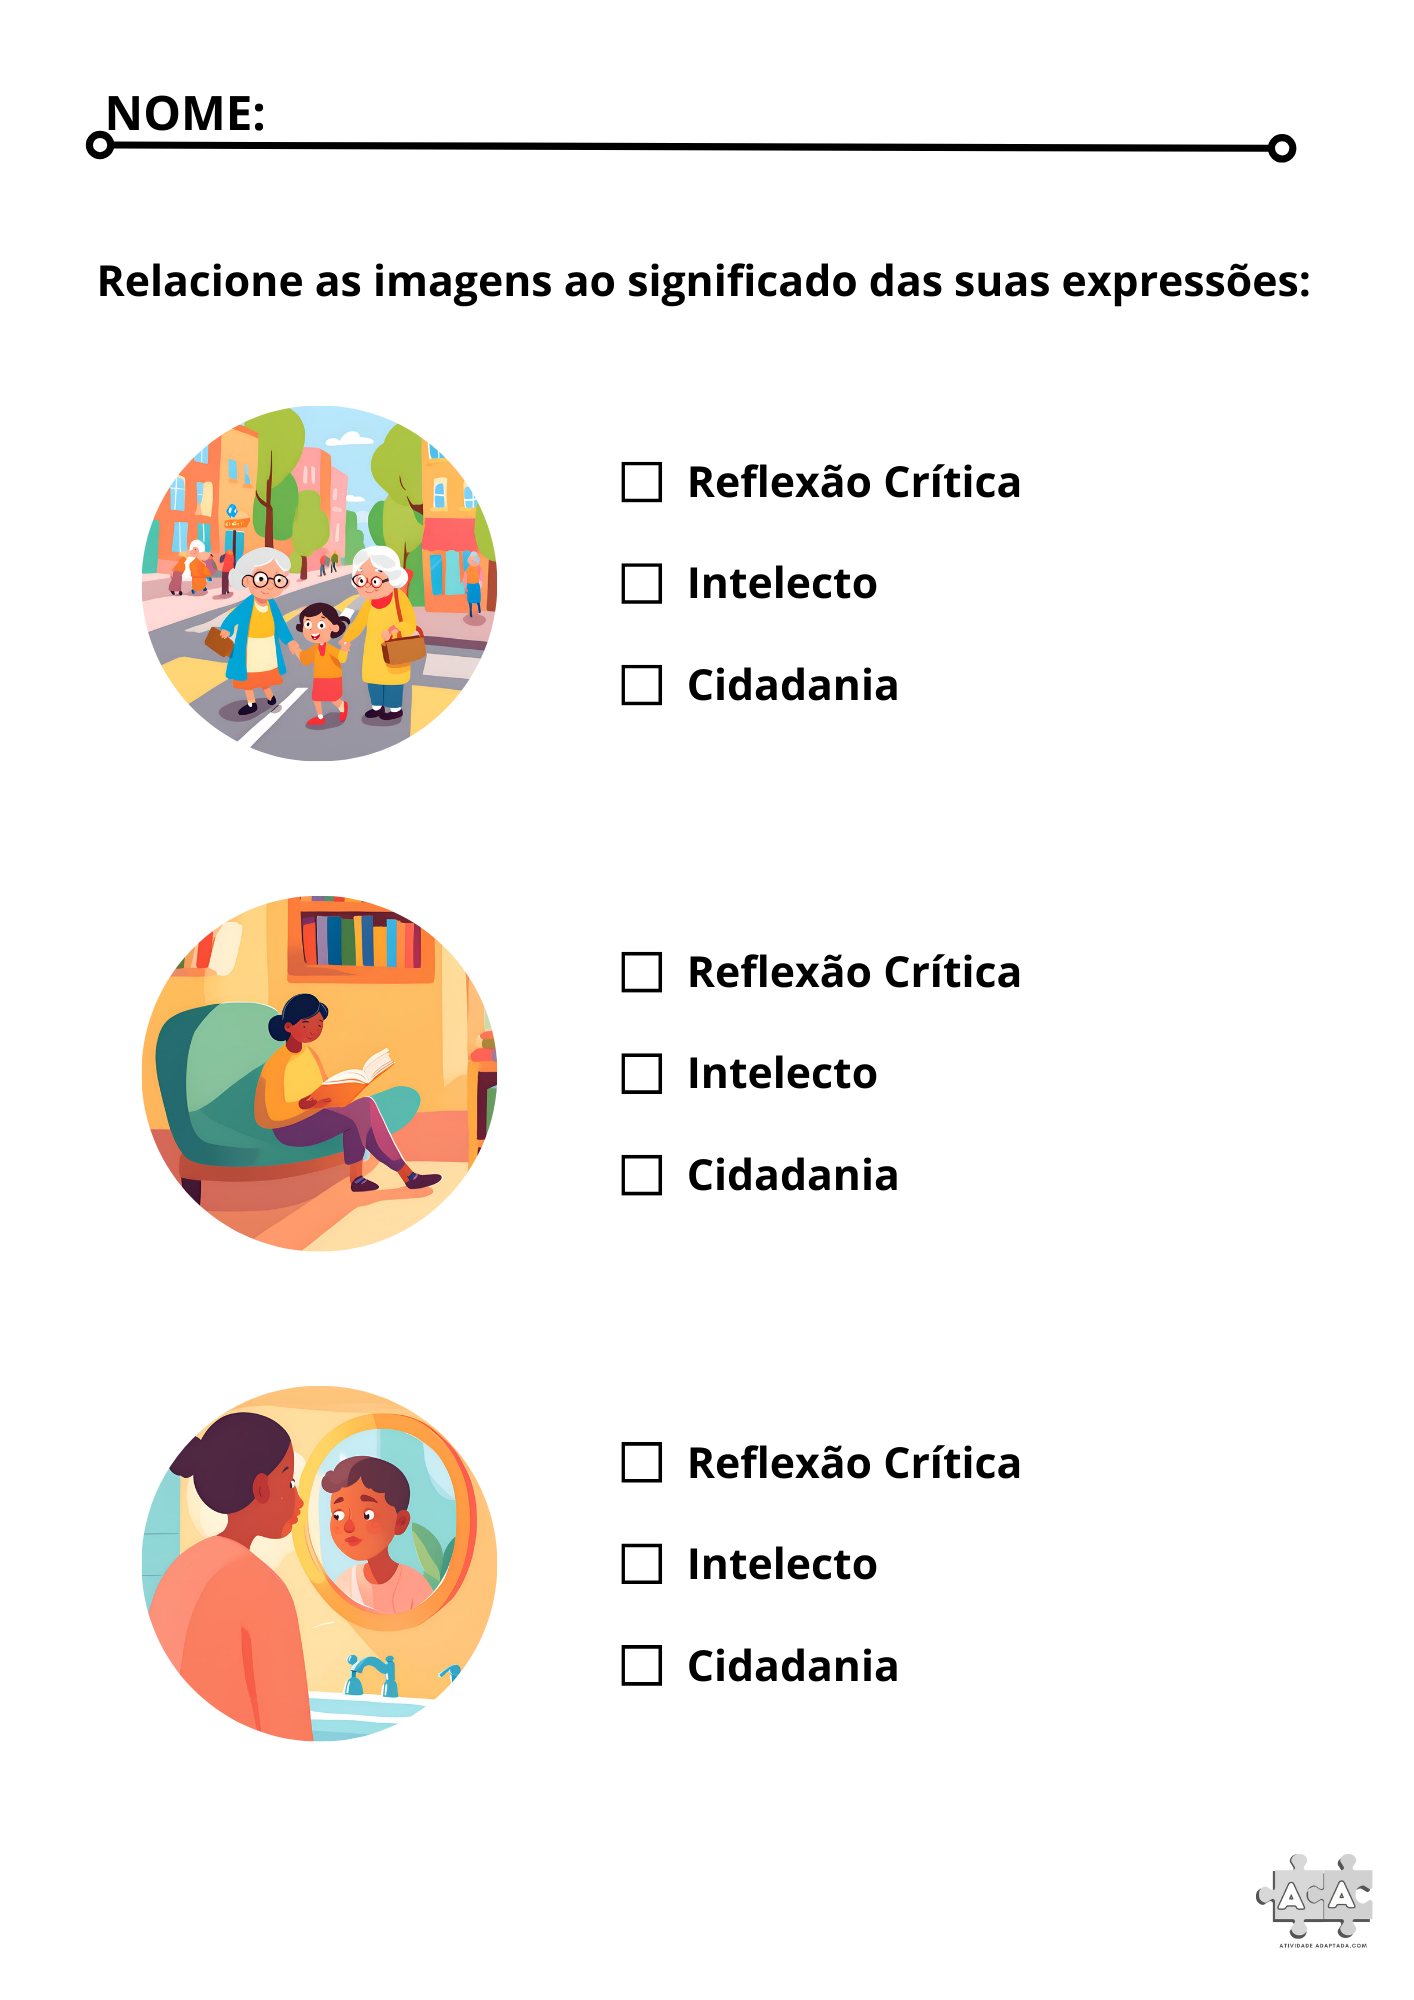 NOME:
Relacione as imagens ao significado das suas expressões:
Reflexão Crítica
Intelecto
Cidadania
Reflexão Crítica
Intelecto
Cidadania
Reflexão Crítica
Intelecto
Cidadania
A A
ATIVIDADE ADAPTADA.COM